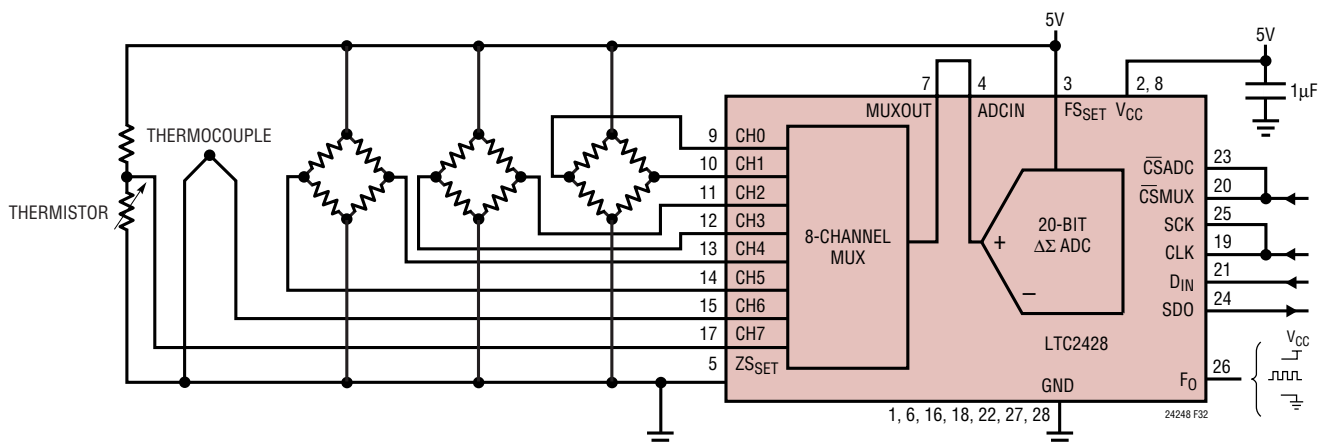 5V
5V
7
4
3
2, 8
1µF
MUXOUT
ADCIN
FSSET
VCC
THERMOCOUPLE
THERMISTOR
9 CH0
10 CH1
11 CH2
12 CH3
13 CH4
14 CH5
15 CH6
17 CH7
5 ZSSET
8-CHANNEL
MUX
+
20-BIT
ΔΣ ADC
–
LTC2428
GND
1, 6, 16, 18, 22, 27, 28
C̅S̅ADC 23
C̅S̅MUX 20
SCK 25
CLK 19
DIN 21
SDO 24
FO 26
VCC
24248 F32